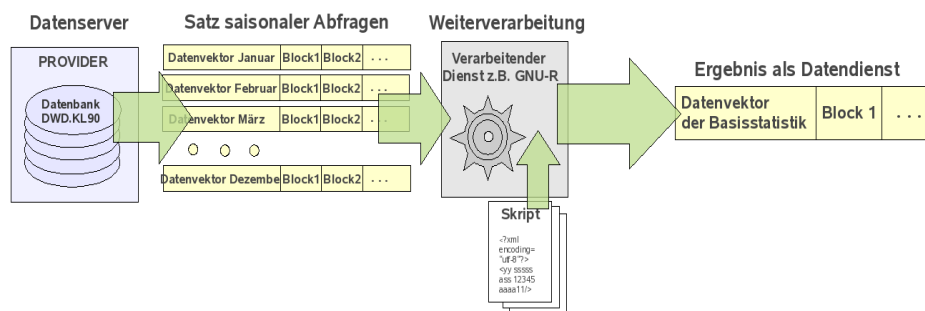 Datenserver
Satz saisonaler Abfragen
Weiterverarbeitung
PROVIDER
Datenbank
DWD.KL90
Datenvektor Januar Block1 Block2 . . .
Datenvektor Februar Block1 Block2 . . .
Datenvektor März Block1 Block2 . . .
Datenvektor Dezembe Block1 Block2 . . .
Verarbeitender
Dienst z.B. GNU-R
Ergebnis als Datendienst
Datenvektor
der Basisstatistik
Block 1
. . .
Skript
<?xml
encoding=
"utf-8"?>
<yy sssss
ass 12345
aaaa11/>